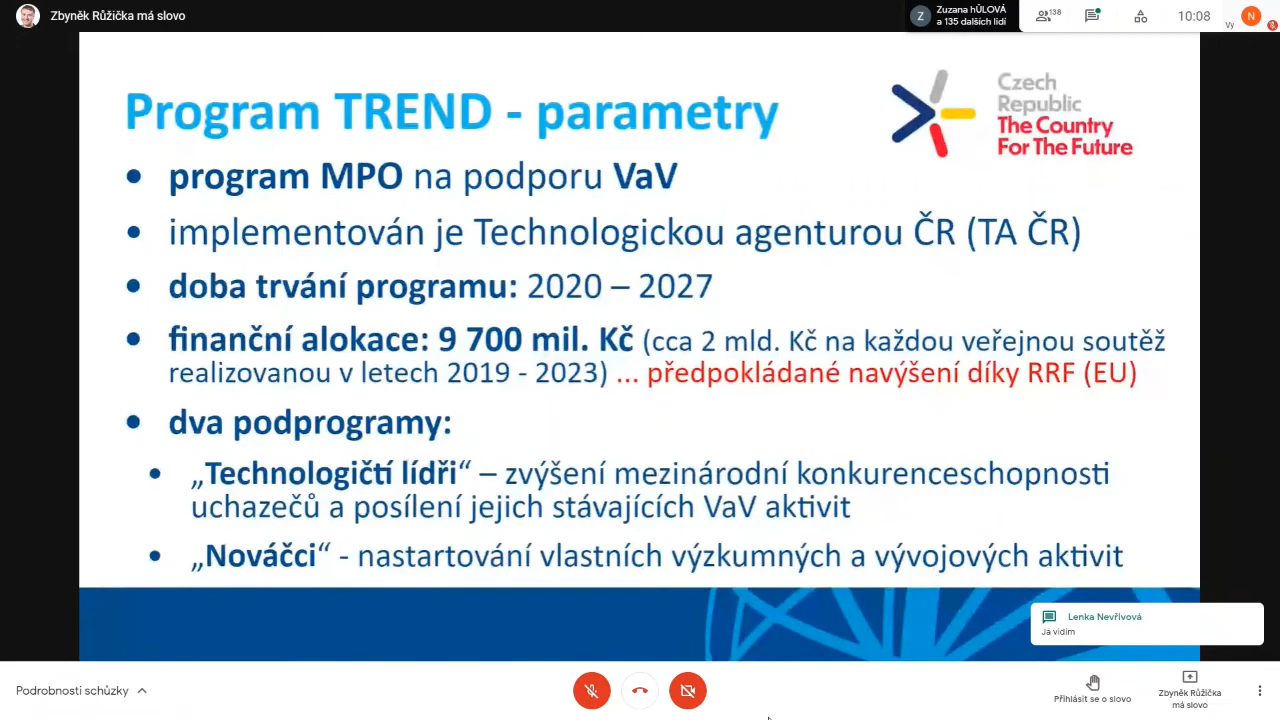 Zbyněk Růžička má slovo
Z
Zuzana HŮLOVÁ
a 135 dalších lidí
138
10:08
Vy
N
Program TREND - parametry
Czech
Republic
The Country
For The Future
• program MPO na podporu VaV
• implementován je Technologickou agenturou ČR (TA ČR)
• doba trvání programu: 2020 – 2027
• finanční alokace: 9 700 mil. Kč (cca 2 mld. Kč na každou veřejnou soutěž
realizovanou v letech 2019 - 2023) ... předpokládané navýšení díky RRF (EU)
• dva podprogramy:
• „Technologičtí lídři“ – zvýšení mezinárodní konkurenceschopnosti
uchazečů a posílení jejich stávajících VaV aktivit
• „Nováčci“ - nastartování vlastních výzkumných a vývojových aktivit
Lenka Nevřivová
Já vidím
Podrobnosti schůzky
Přihlásit se o slovo
Zbyněk Růžička
má slovo